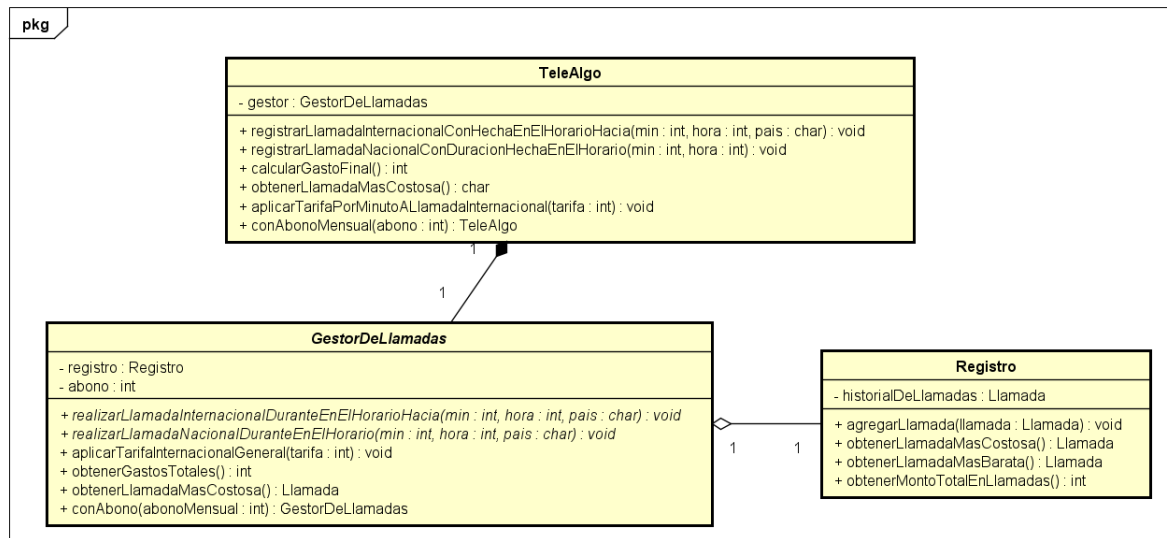 pkg
TeleAlgo
- gestor : GestorDeLlamadas
+ registrarLlamadaInternacionalConHechaEnElHorarioHacia(min : int, hora : int, pais : char) : void
+ registrarLlamadaNacionalConDuracionHechaEnElHorario(min : int, hora : int) : void
+ calcularGastoFinal() : int
+ obtenerLlamadaMasCostosa() : char
+ aplicarTarifaPorMinutoALlamadaInternacional(tarifa : int) : void
+ conAbonoMensual(abono : int) : TeleAlgo
1
1
GestorDeLlamadas
- registro : Registro
- abono : int
+ realizarLlamadaInternacionalDuranteEnElHorarioHacia(min : int, hora : int, pais : char) : void
+ realizarLlamadaNacionalDuranteEnElHorario(min : int, hora : int, pais : char) : void
+ aplicarTarifaInternacionalGeneral(tarifa : int) : void
+ obtenerGastosTotales() : int
+ obtenerLlamadaMasCostosa() : Llamada
+ conAbono(abonoMensual : int) : GestorDeLlamadas
1
1
Registro
- historialDeLlamadas : Llamada
+ agregarLlamada(llamada : Llamada) : void
+ obtenerLlamadaMasCostosa() : Llamada
+ obtenerLlamadaMasBarata() : Llamada
+ obtenerMontoTotalEnLlamadas() : int